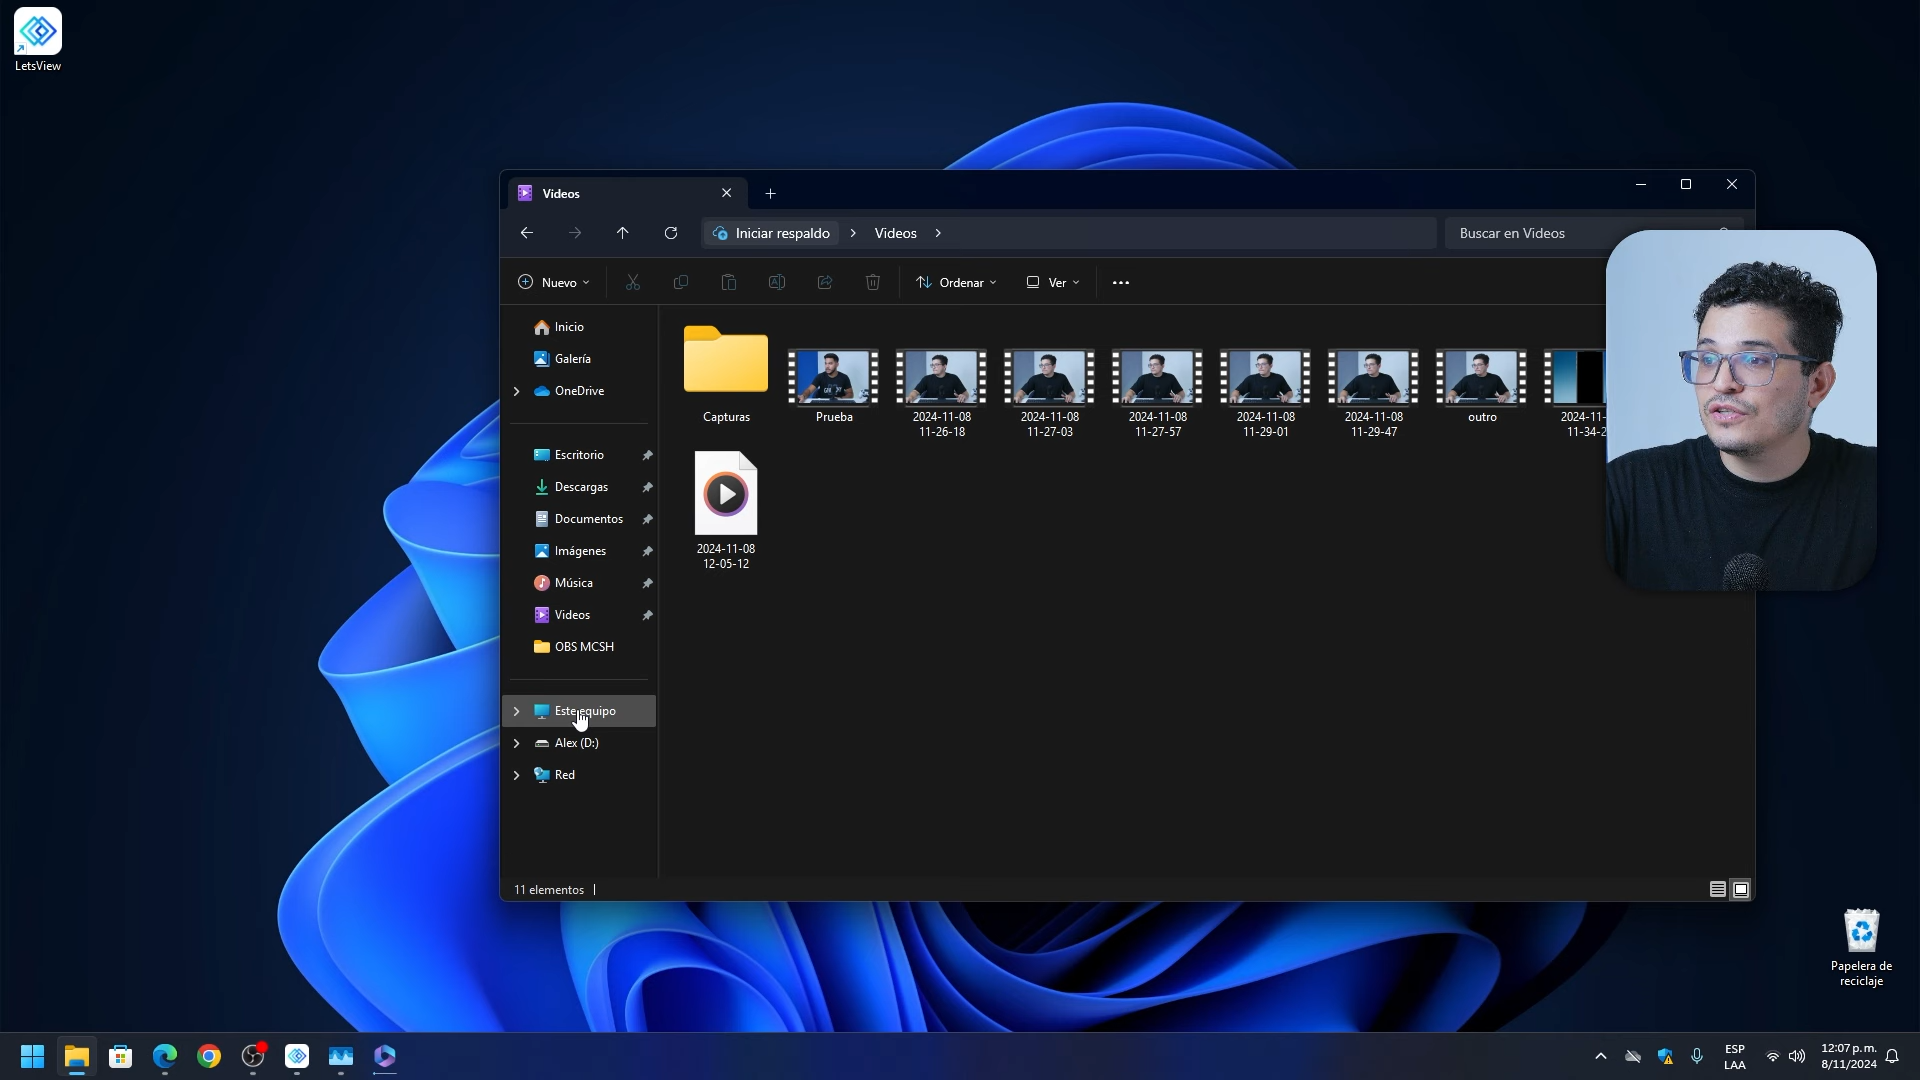 LetsView
Videos
Iniciar respaldo
Videos
Buscar en Videos
Nuevo
Ordenar
Ver
Inicio
Galería
OneDrive
Escritorio
Descargas
Documentos
Imágenes
Música
Videos
OBS MCSH
Este equipo
Alex (D:)
Red
Capturas
Prueba
2024-11-08
11-26-18
2024-11-08
11-27-03
2024-11-08
11-27-57
2024-11-08
11-29-01
2024-11-08
11-29-47
outro
2024-11-
11-34-2
2024-11-08
12-05-12
11 elementos
Papelera de
reciclaje
ESP
LAA
12:07 p. m.
8/11/2024